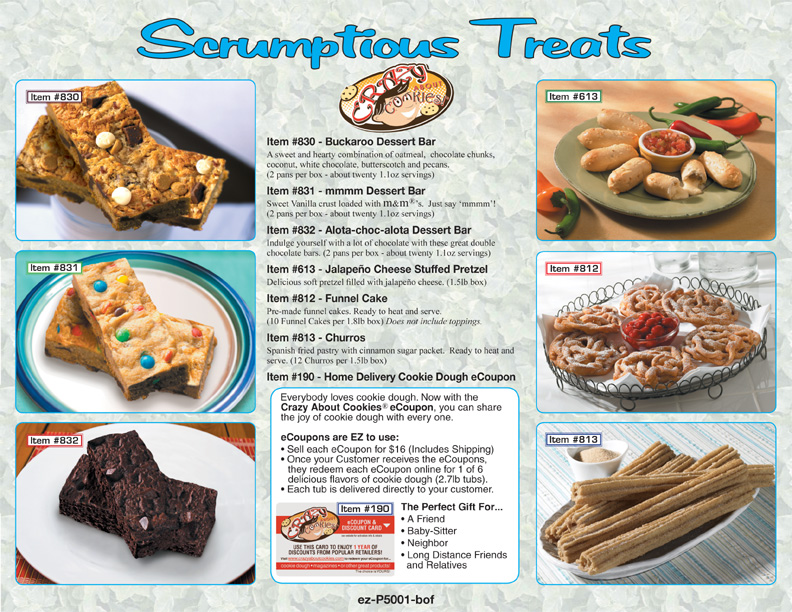 Scrumptious Treats
CRAZY
ABOUT
Cookies
Item #830
Item #831
Item #832
Item #830 - Buckaroo Dessert Bar
A sweet and hearty combination of oatmeal, chocolate chunks,
coconut, white chocolate, butterscotch and pecans.
(2 pans per box - about twenty 1.1oz servings)
Item #831 - mmmm Dessert Bar
Sweet Vanilla crust loaded with m&m®'s. Just say 'mmmm'!
(2 pans per box - about twenty 1.1oz servings)
Item #832 - Alota-choc-alota Dessert Bar
Indulge yourself with a lot of chocolate with these great double
chocolate bars. (2 pans per box - about twenty 1.1oz servings)
Item #613 - Jalapeño Cheese Stuffed Pretzel
Delicious soft pretzel filled with jalapeño cheese. (1.5lb box)
Item #812 - Funnel Cake
Pre-made funnel cakes. Ready to heat and serve.
(10 Funnel Cakes per 1.8lb box) Does not include toppings.
Item #813 - Churros
Spanish fried pastry with cinnamon sugar packet. Ready to heat and
serve. (12 Churros per 1.5lb box)
Item #190 - Home Delivery Cookie Dough eCoupon
Everybody loves cookie dough. Now with the
Crazy About Cookies® eCoupon, you can share
the joy of cookie dough with every one.
eCoupons are EZ to use:
• Sell each eCoupon for $16 (Includes Shipping)
• Once your Customer receives the eCoupons,
they redeem each eCoupon online for 1 of 6
delicious flavors of cookie dough (2.7lb tubs).
• Each tub is delivered directly to your customer.
Item #190
CRAZY
Cookies
eCOUPON &
DISCOUNT CARD
USE THIS CARD TO ENJOY 1 YEAR OF
DISCOUNTS FROM POPULAR RETAILERS!
cookie dough • magazines • or other great products!
The Perfect Gift For...
• A Friend
• Baby-Sitter
• Neighbor
• Long Distance Friends
and Relatives
Item #613
Item #812
Item #813
ez-P5001-bof